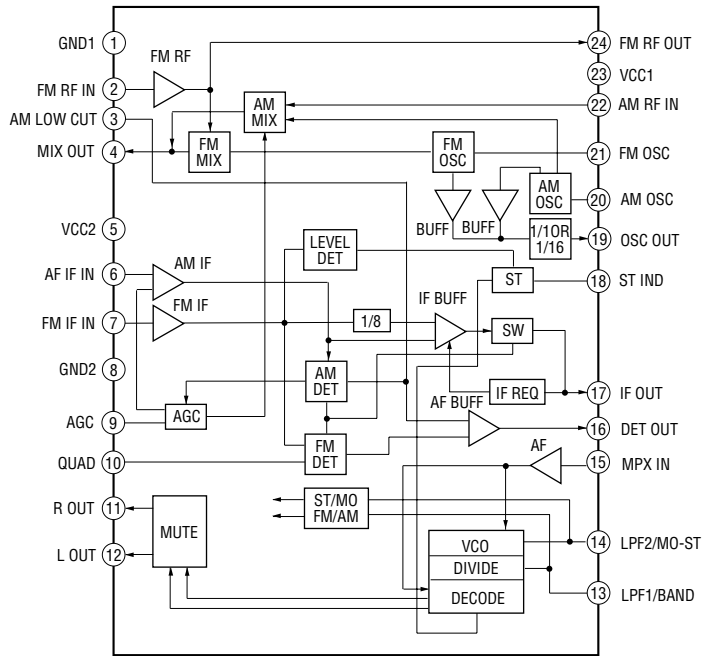 GND1
1
FM RF
24
FM RF OUT
23
VCC1
FM RF IN
2
AM LOW CUT
3
AM
MIX
22
AM RF IN
MIX OUT
4
FM
MIX
FM
OSC
21
FM OSC
AM
OSC
20
AM OSC
VCC2
5
BUFF
BUFF
1/1OR
1/16
19
OSC OUT
LEVEL
DET
AF IF IN
6
AM IF
ST
18
ST IND
IF BUFF
FM IF IN
7
FM IF
1/8
SW
GND2
8
AM
DET
IF REQ
17
IF OUT
AGC
9
AGC
AF BUFF
16
DET OUT
QUAD
10
FM
DET
AF
15
MPX IN
R OUT
11
ST/MO
FM/AM
MUTE
VCO
14
LPF2/MO-ST
L OUT
12
DIVIDE
DECODE
13
LPF1/BAND